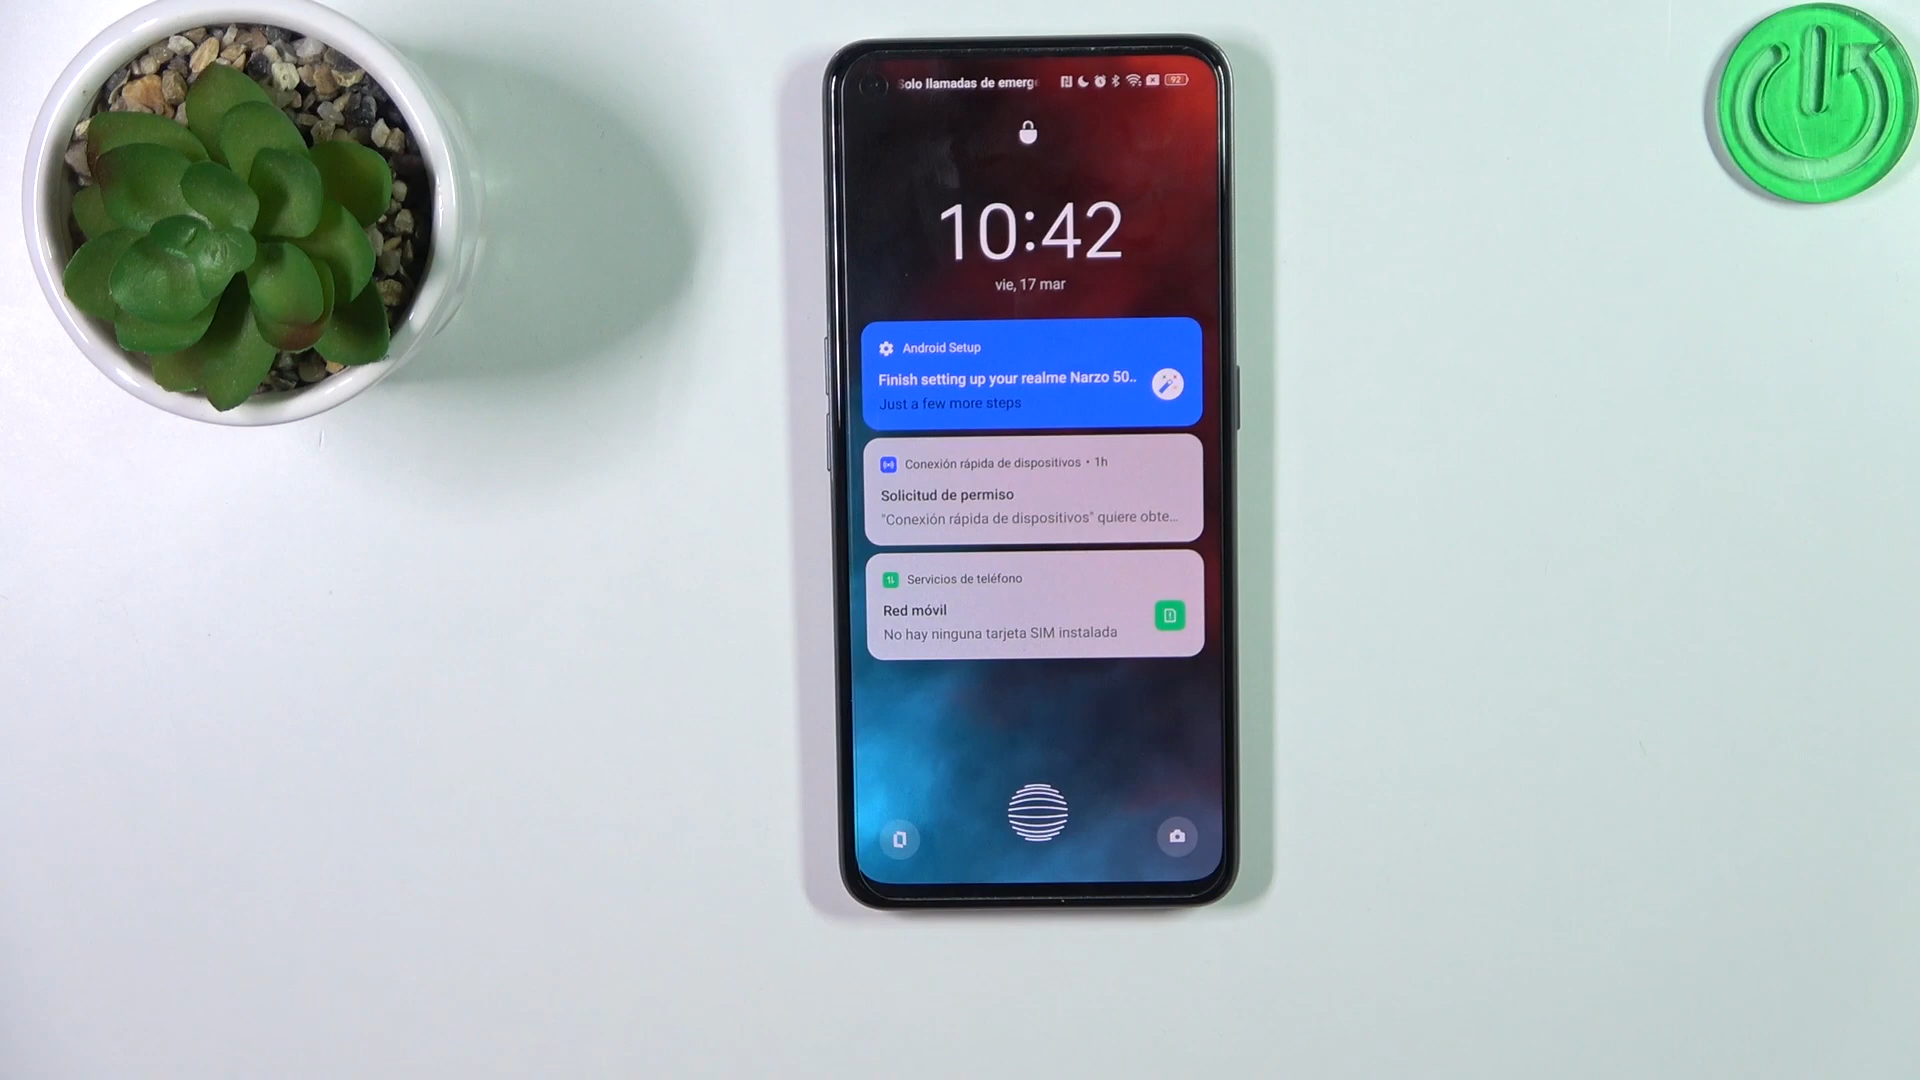 Solo llamadas de emerge
92
10:42
vie, 17 mar
Android Setup
Finish setting up your realme Narzo 50..
Just a few more steps
Conexión rápida de dispositivos • 1h
Solicitud de permiso
"Conexión rápida de dispositivos" quiere obte...
Servicios de teléfono
Red móvil
No hay ninguna tarjeta SIM instalada